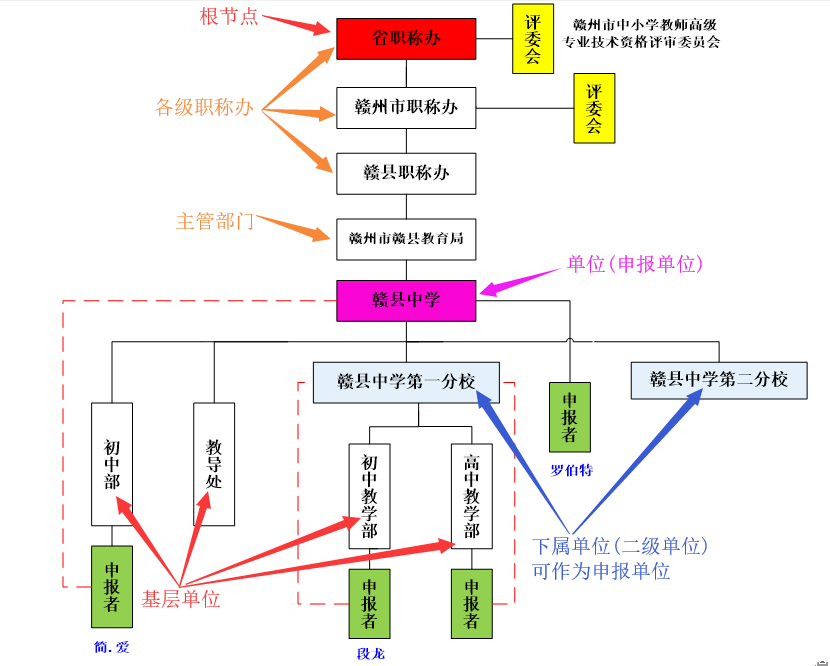 根节点
省职称办
评委会
赣州市中小学教师高级
专业技术资格评审委员会
各级职称办
赣州市职称办
评委会
赣县职称办
主管部门
赣州市赣县教育局
单位(申报单位)
赣县中学
赣县中学第一分校
赣县中学第二分校
初中部
教导处
初中教学部
高中教学部
申报者
罗伯特
下属单位(二级单位)
可作为申报单位
基层单位
申报者
简.爱
申报者
段龙
申报者